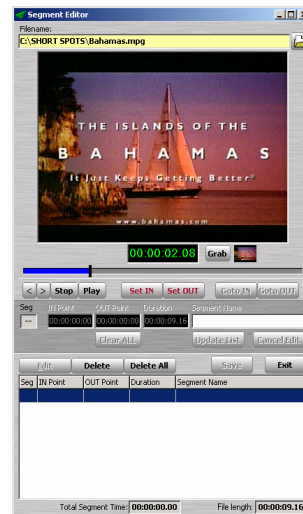 Segment Editor
Filename:
C:\SHORT SPOTS\Bahamas.mpg
THE ISLANDS OF THE
BAHAMAS
It Just Keeps Getting Better®
www.bahamas.com
00:00:02.08 Grab
< > Stop Play Set IN Set OUT Goto IN Goto OUT
Seg IN Point OUT Point Duration Segment Name
-- 00:00:00:00 00:00:00:00 00:00:09.16
Clear ALL Update List Cancel Edit
Edit Delete Delete All Save Exit
Seg IN Point OUT Point Duration Segment Name
Total Segment Time: 00:00:00.00 File length: 00:00:09.16